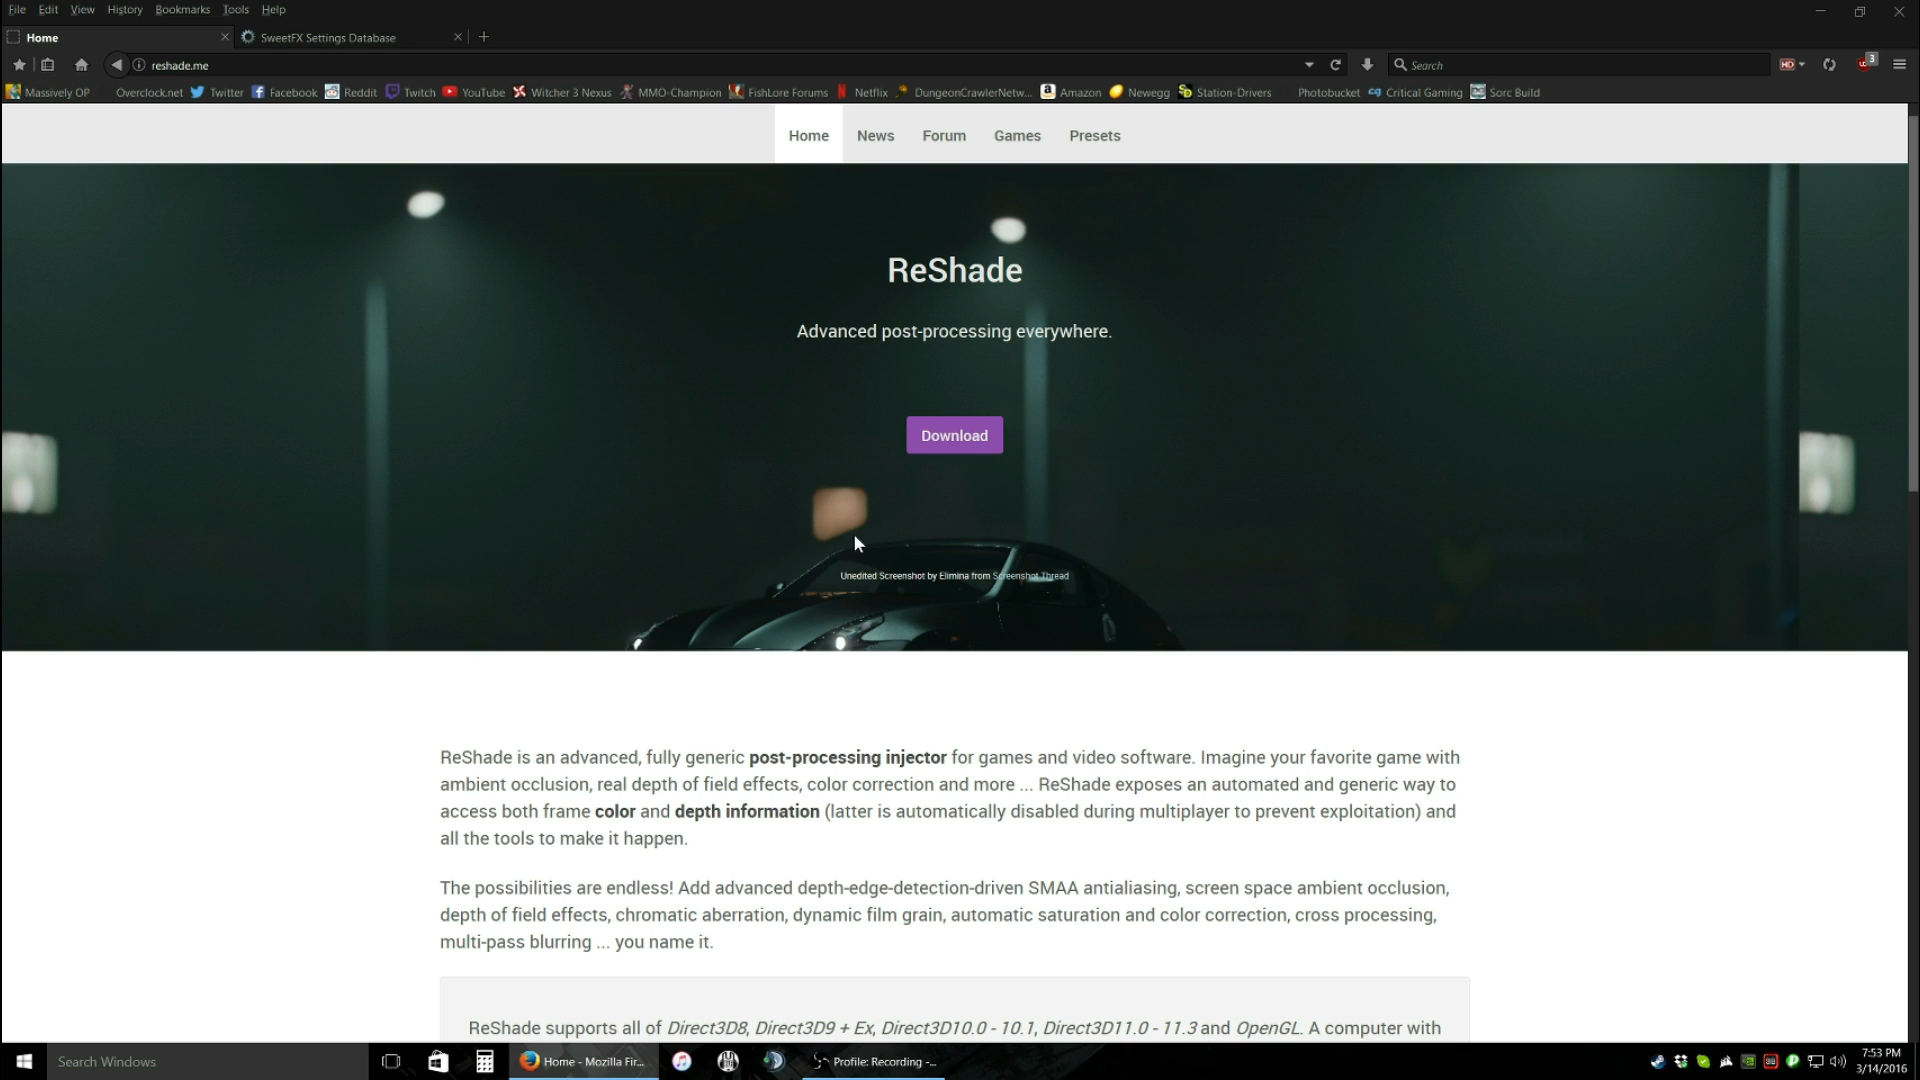 File Edit View History Bookmarks Tools Help
Home SweetFX Settings Database
reshade.me Search 3
Massively OP Overclock.net Twitter Facebook Reddit Twitch YouTube Witcher 3 Nexus MMO-Champion FishLore Forums Netflix DungeonCrawlerNetw... Amazon Newegg Station-Drivers Photobucket Critical Gaming Sorc Build
Home News Forum Games Presets
ReShade
Advanced post-processing everywhere.
Download
Unedited Screenshot by Elimina from Screenshot Thread
ReShade is an advanced, fully generic post-processing injector for games and video software. Imagine your favorite game with
ambient occlusion, real depth of field effects, color correction and more ... ReShade exposes an automated and generic way to
access both frame color and depth information (latter is automatically disabled during multiplayer to prevent exploitation) and
all the tools to make it happen.
The possibilities are endless! Add advanced depth-edge-detection-driven SMAA antialiasing, screen space ambient occlusion,
depth of field effects, chromatic aberration, dynamic film grain, automatic saturation and color correction, cross processing,
multi-pass blurring ... you name it.
ReShade supports all of Direct3D8, Direct3D9 + Ex, Direct3D10.0 - 10.1, Direct3D11.0 - 11.3 and OpenGL. A computer with
Search Windows Home - Mozilla Fir... Profile: Recording -... 7:53 PM
3/14/2016